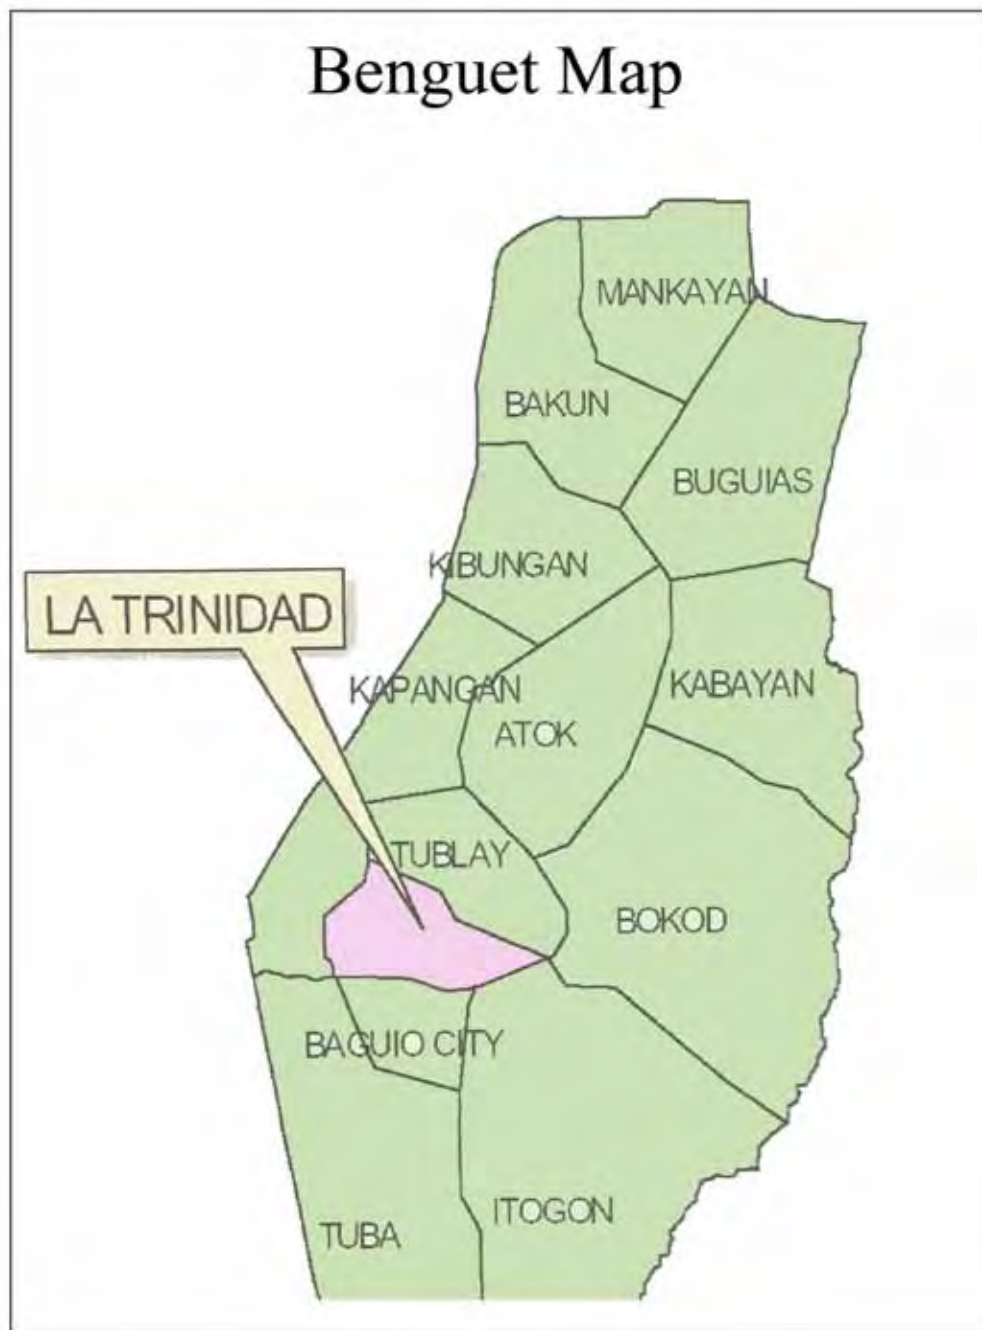 Benguet Map
MANKAYAN
BAKUN
BUGUIAS
KIBUNGAN
LA TRINIDAD
KAPANGAN
KABAYAN
ATOK
TUBLAY
BOKOD
BAGUIO CITY
ITOGON
TUBA